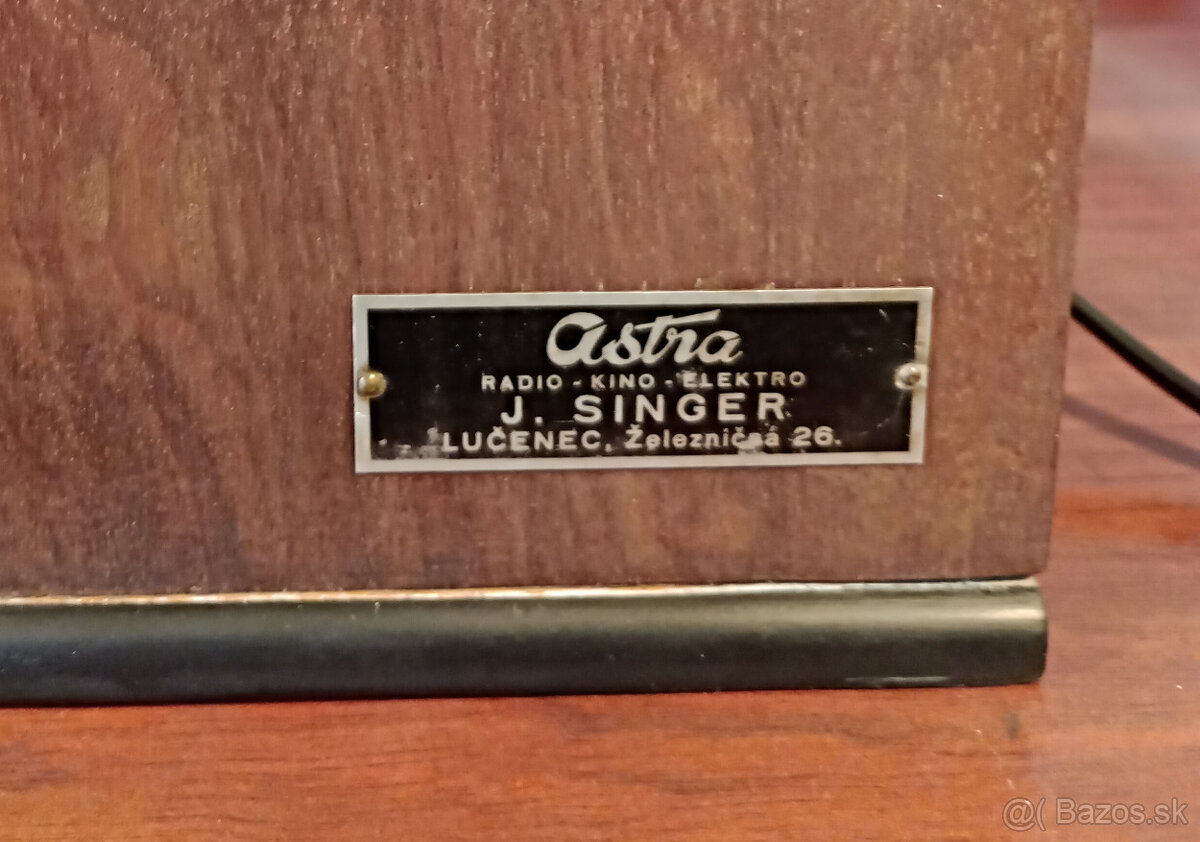 astra
RADIO - KINO - ELEKTRO
J. SINGER
LUČENEC, Železničná 26.
@( Bazos.sk